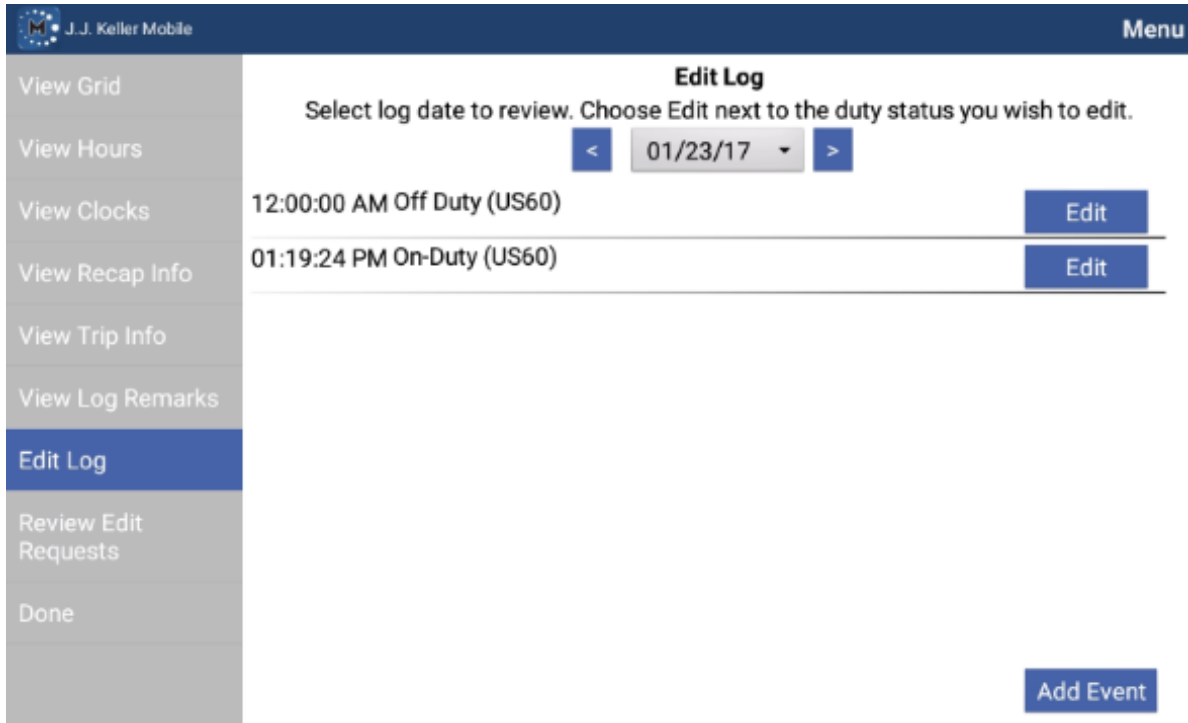 J.J. Keller Mobile
Menu
View Grid
View Hours
View Clocks
View Recap Info
View Trip Info
View Log Remarks
Edit Log
Review Edit
Requests
Done
Edit Log
Select log date to review. Choose Edit next to the duty status you wish to edit.
< 01/23/17 >
12:00:00 AM Off Duty (US60) Edit
01:19:24 PM On-Duty (US60) Edit
Add Event